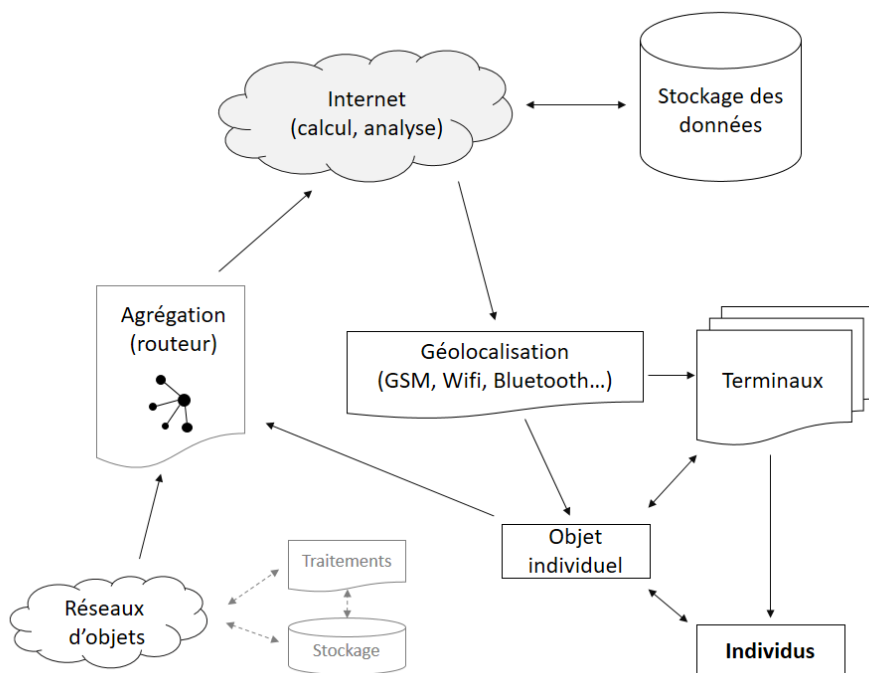 Internet
(calcul, analyse)
Stockage des
données
Agrégation
(routeur)
Géolocalisation
(GSM, Wifi, Bluetooth…)
Terminaux
Objet
individuel
Traitements
Réseaux
d’objets
Stockage
Individus